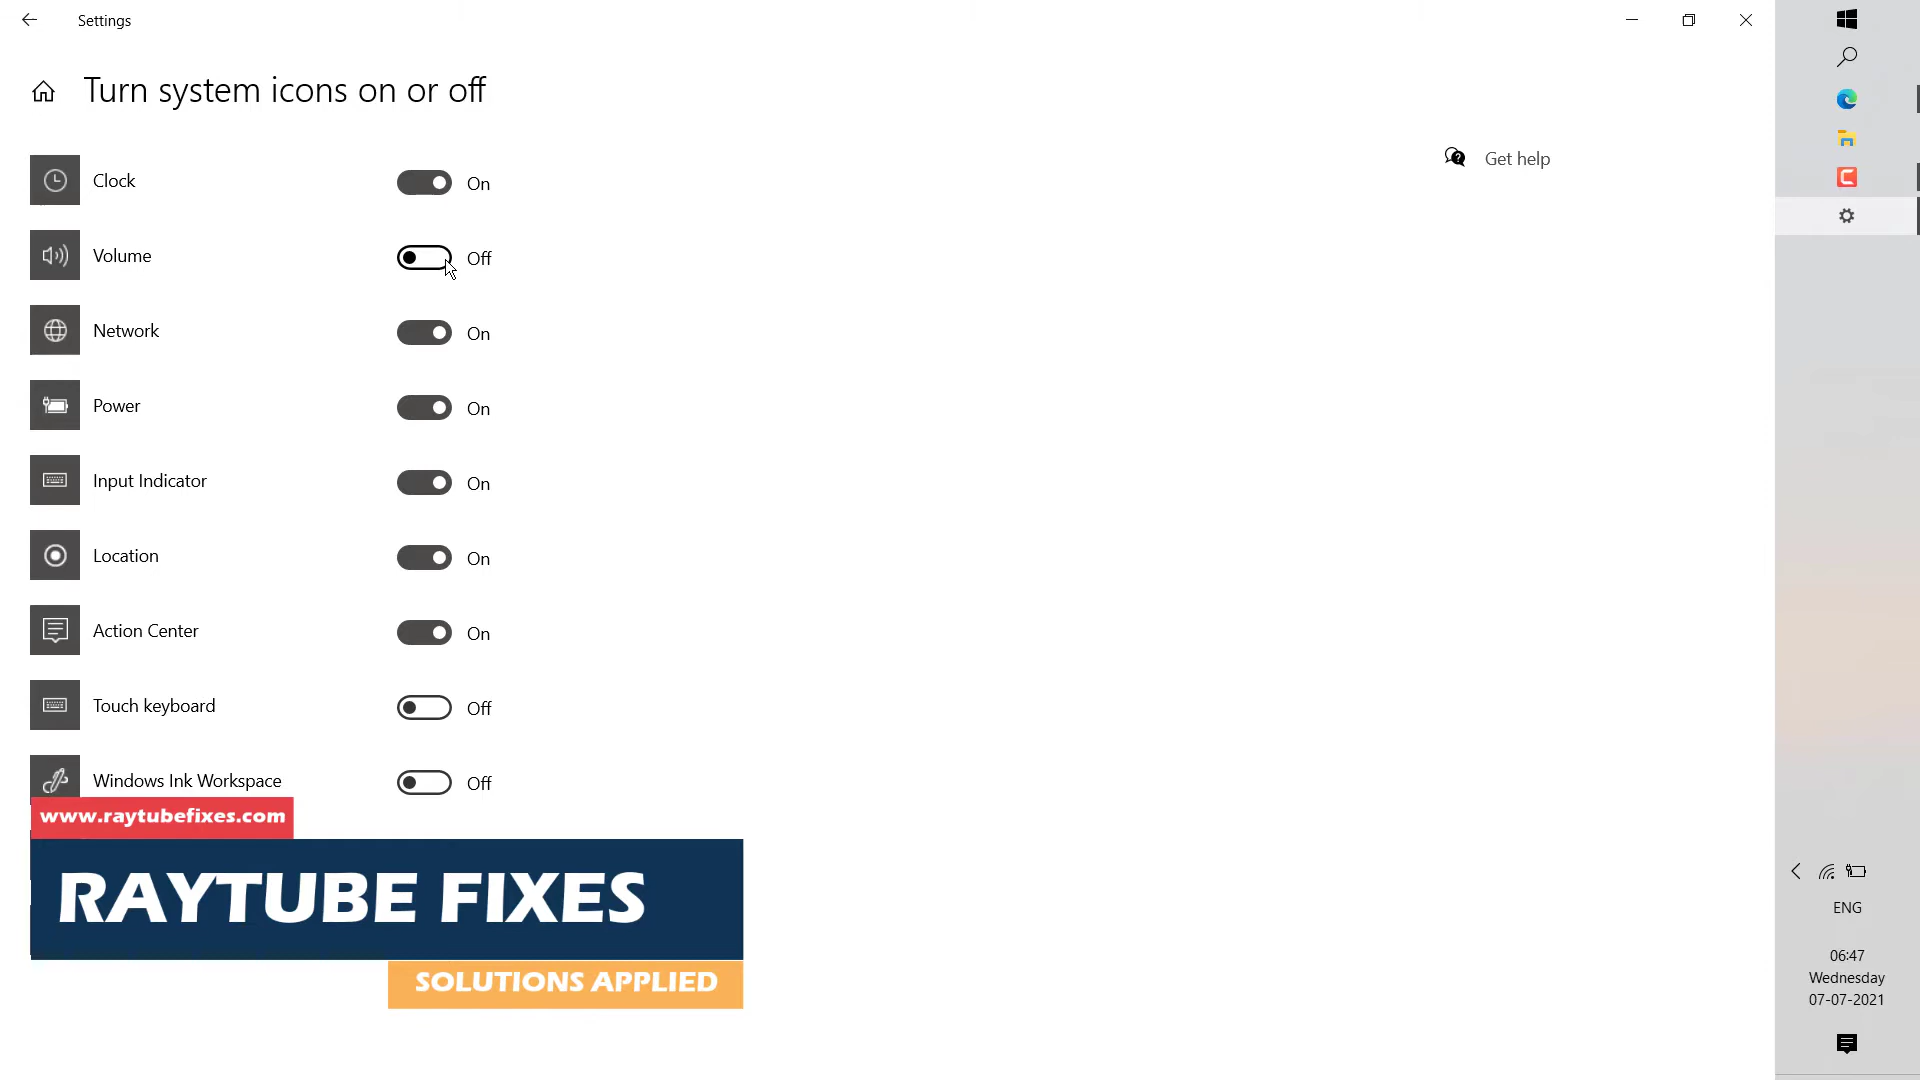 Settings
Turn system icons on or off
Clock On
Get help
Volume Off
Network On
Power On
Input Indicator On
Location On
Action Center On
Touch keyboard Off
Windows Ink Workspace Off
www.raytubefixes.com
RAYTUBE FIXES
SOLUTIONS APPLIED
ENG
06:47
Wednesday
07-07-2021